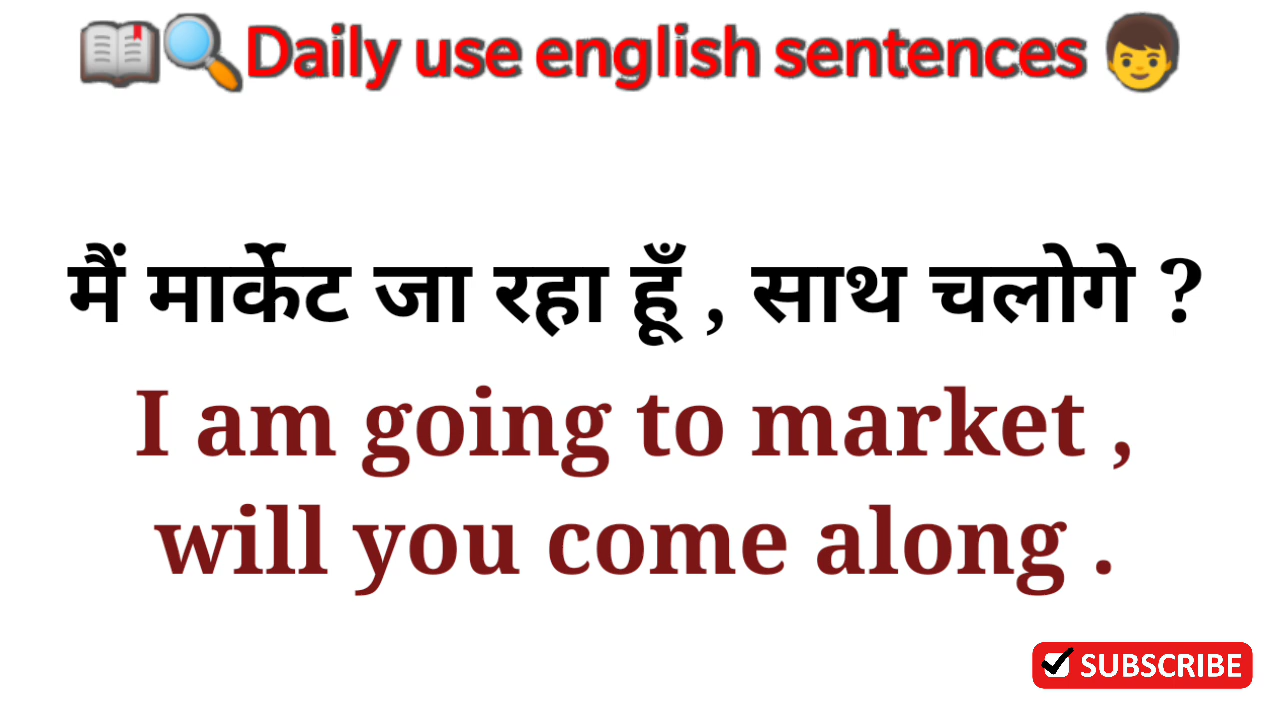 Daily use english sentences
मैं मार्केट जा रहा हूँ , साथ चलोगे ?
I am going to market ,
will you come along .
SUBSCRIBE